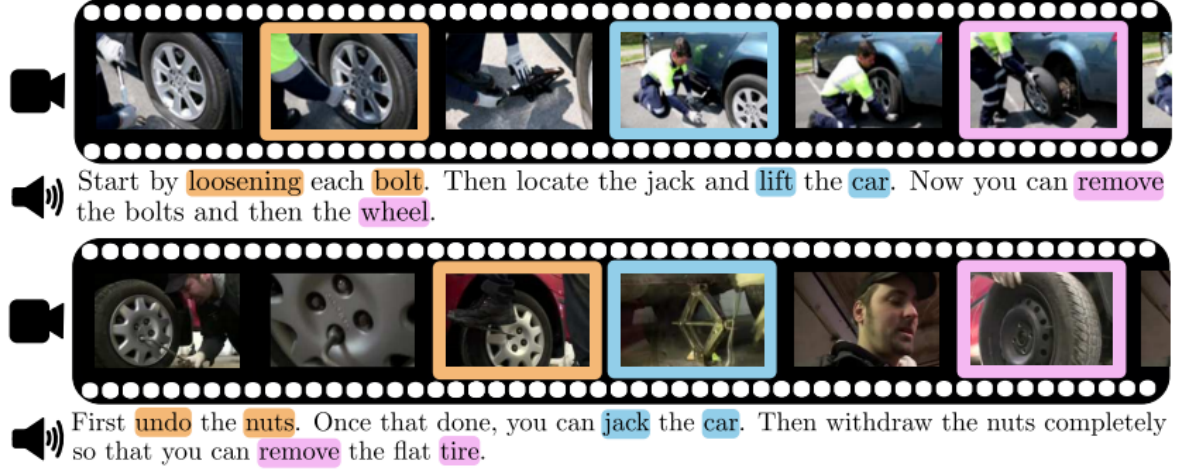 Start by loosening each bolt. Then locate the jack and lift the car. Now you can remove
the bolts and then the wheel.
First undo the nuts. Once that done, you can jack the car. Then withdraw the nuts completely
so that you can remove the flat tire.